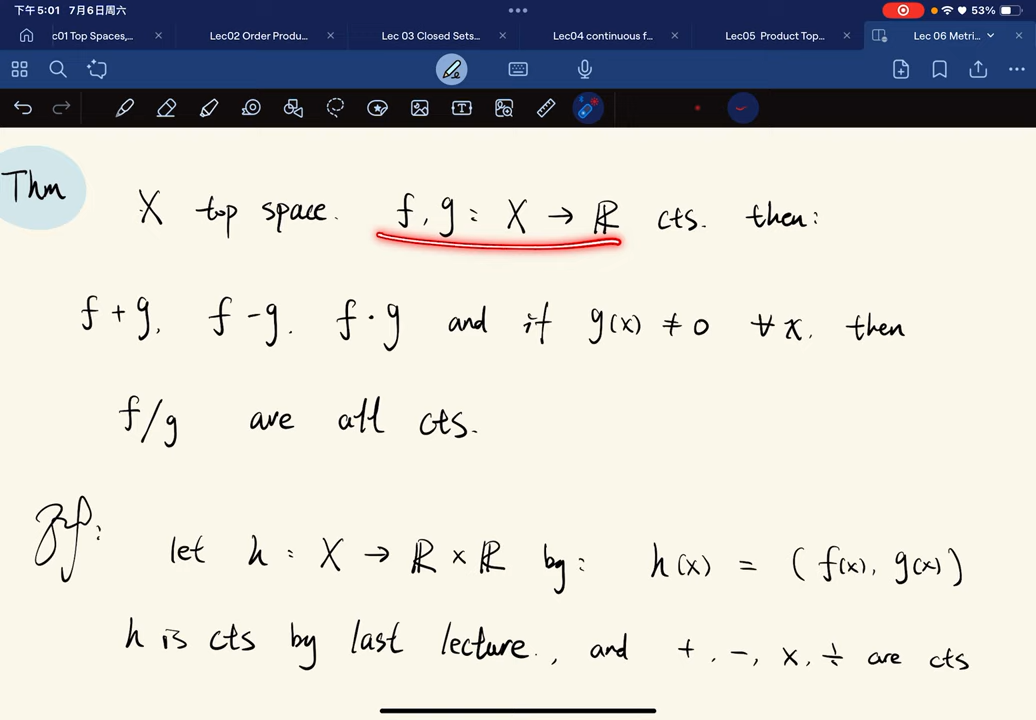 下午5:01 7月6日周六
53%
c01 Top Spaces,... Lec02 Order Produ... Lec 03 Closed Sets... Lec04 continuous f... Lec05 Product Top... Lec 06 Metri...
Thm X top space. f, g : X → ℝ cts. then:
f + g, f - g, f · g and if g(x) ≠ 0 ∀ x, then
f/g are all cts.
pf: let h : X → ℝ × ℝ by: h(x) = (f(x), g(x))
h is cts by last lecture., and +, -, ×, ÷ are cts